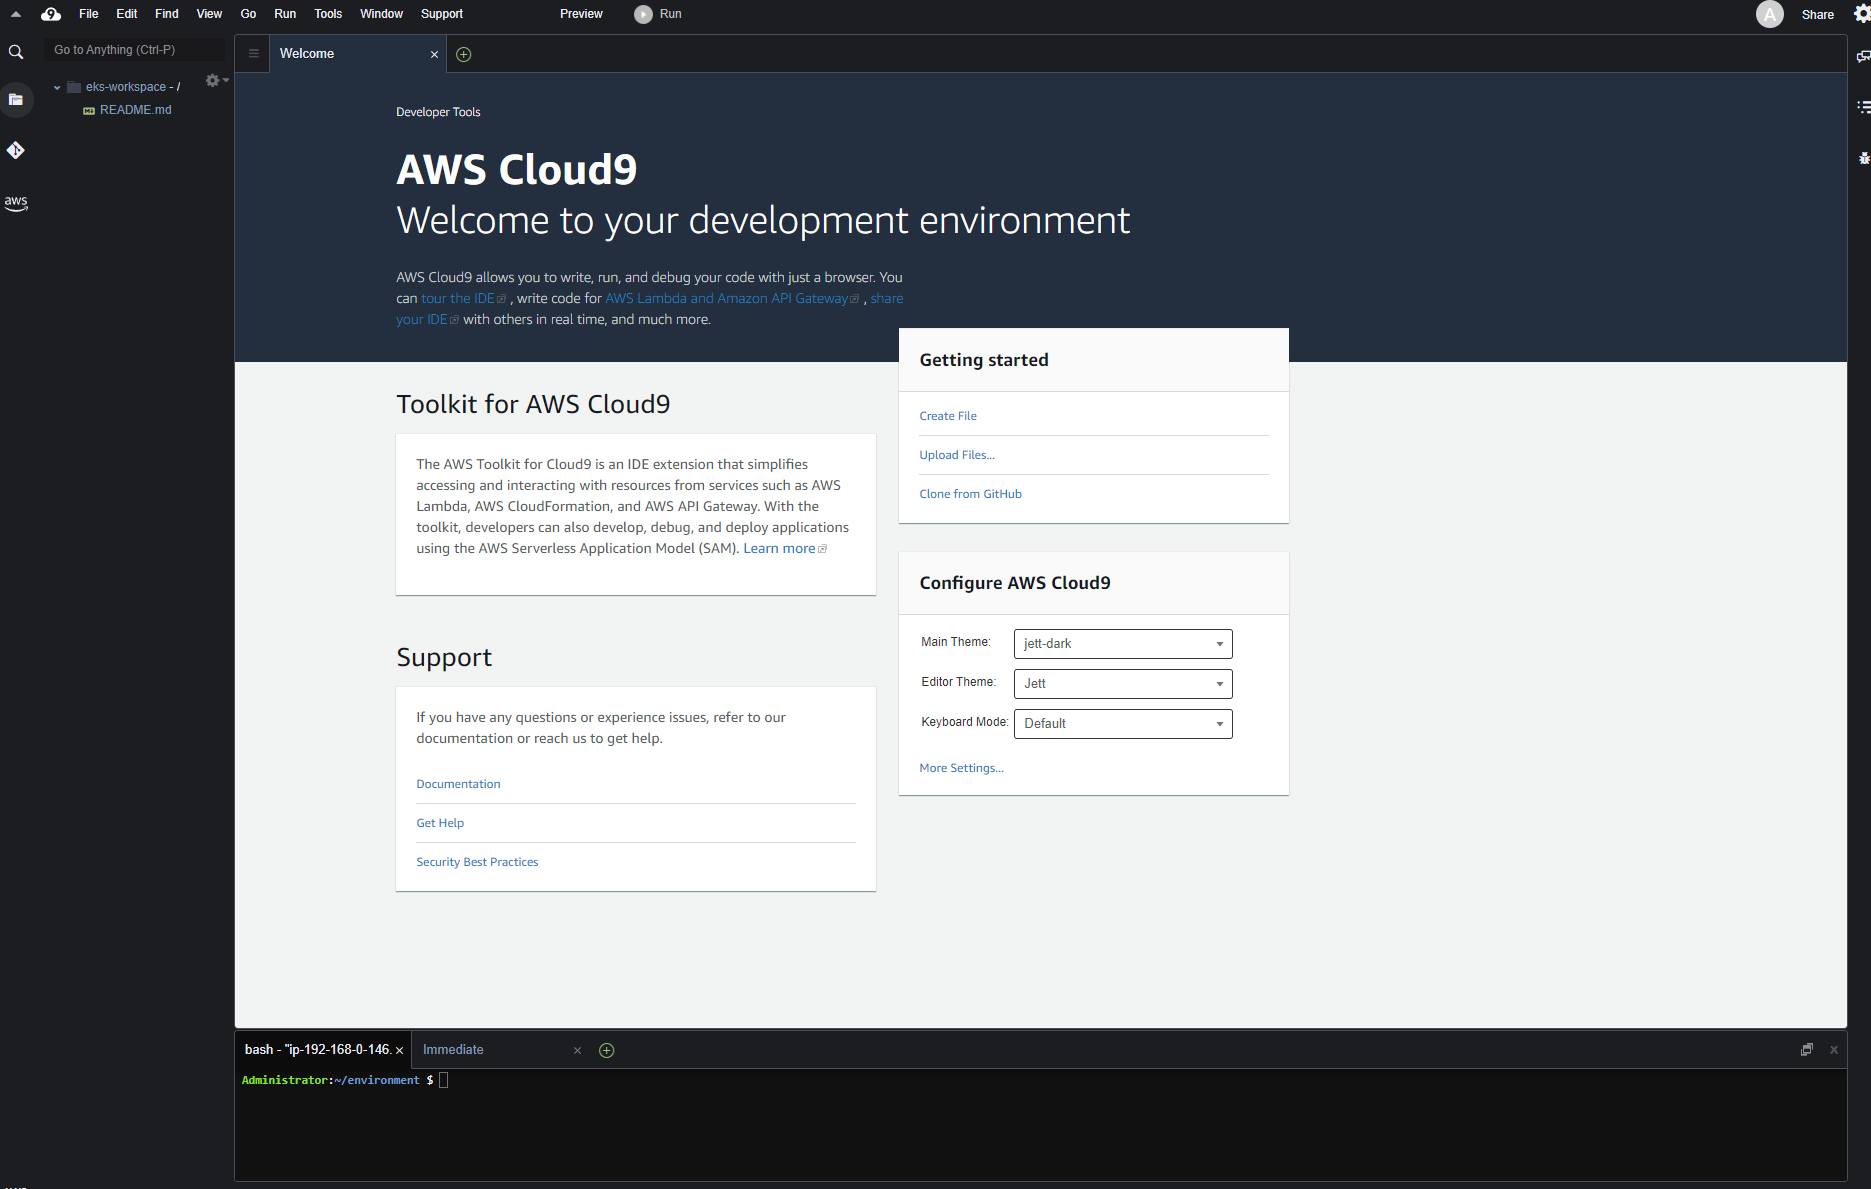 File Edit Find View Go Run Tools Window Support Preview Run A Share
Go to Anything (Ctrl-P)
eks-workspace - /
README.md
aws
Welcome
Developer Tools
AWS Cloud9
Welcome to your development environment
AWS Cloud9 allows you to write, run, and debug your code with just a browser. You
can tour the IDE , write code for AWS Lambda and Amazon API Gateway , share
your IDE with others in real time, and much more.
Toolkit for AWS Cloud9
The AWS Toolkit for Cloud9 is an IDE extension that simplifies
accessing and interacting with resources from services such as AWS
Lambda, AWS CloudFormation, and AWS API Gateway. With the
toolkit, developers can also develop, debug, and deploy applications
using the AWS Serverless Application Model (SAM). Learn more
Support
If you have any questions or experience issues, refer to our
documentation or reach us to get help.
Documentation
Get Help
Security Best Practices
Getting started
Create File
Upload Files...
Clone from GitHub
Configure AWS Cloud9
Main Theme: jett-dark
Editor Theme: Jett
Keyboard Mode: Default
More Settings...
bash - "ip-192-168-0-146. Immediate
Administrator:~/environment $